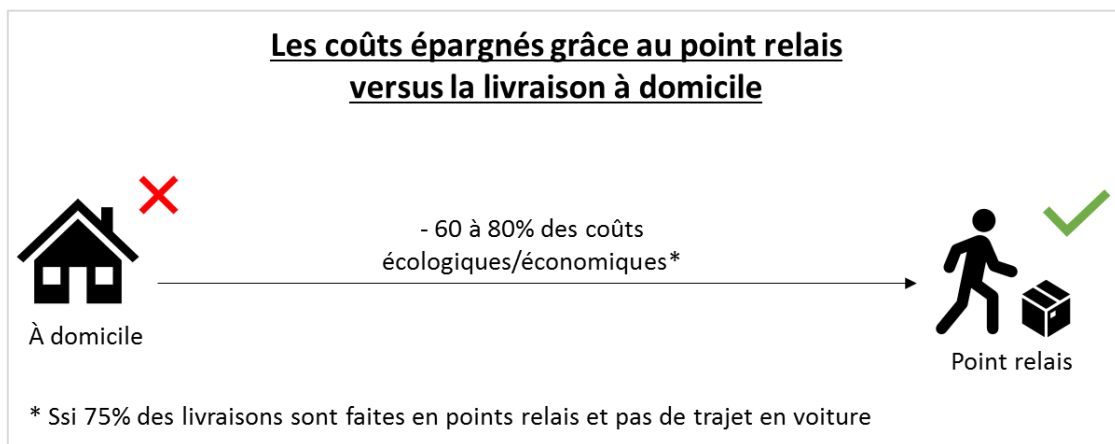 Les coûts épargnés grâce au point relais
versus la livraison à domicile
- 60 à 80% des coûts
écologiques/économiques*
À domicile
Point relais
* Ssi 75% des livraisons sont faites en points relais et pas de trajet en voiture